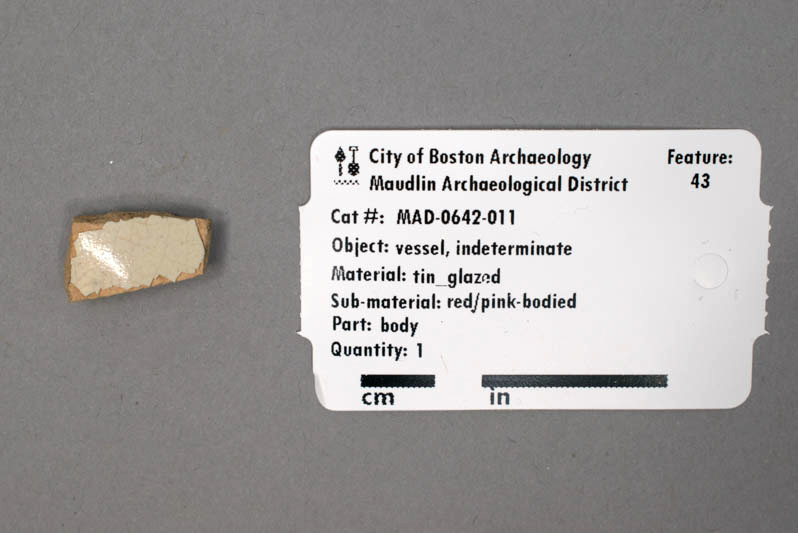 City of Boston Archaeology
Maudlin Archaeological District
Feature:
43
Cat #: MAD-0642-011
Object: vessel, indeterminate
Material: tin_glazed
Sub-material: red/pink-bodied
Part: body
Quantity: 1
cm in